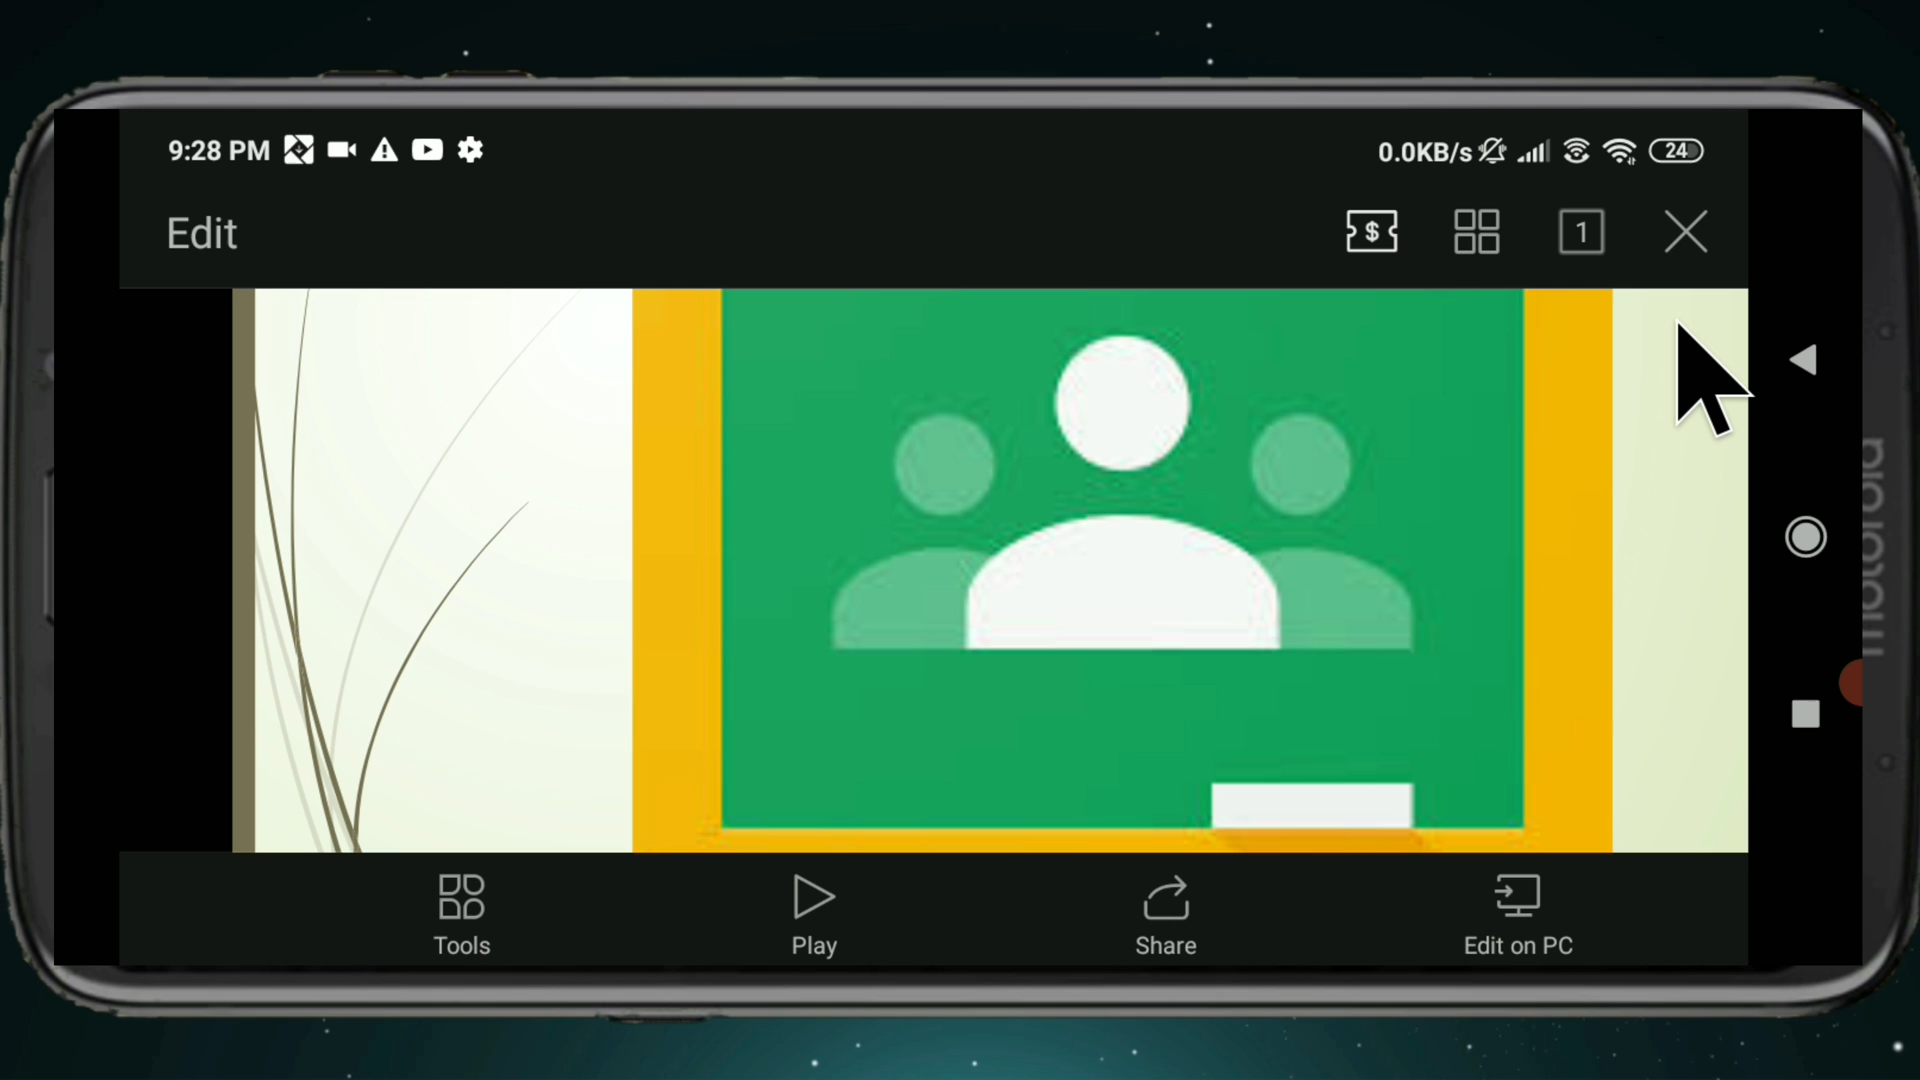 9:28 PM
0.0KB/s
24
Edit
$
1
motorola
Tools
Play
Share
Edit on PC